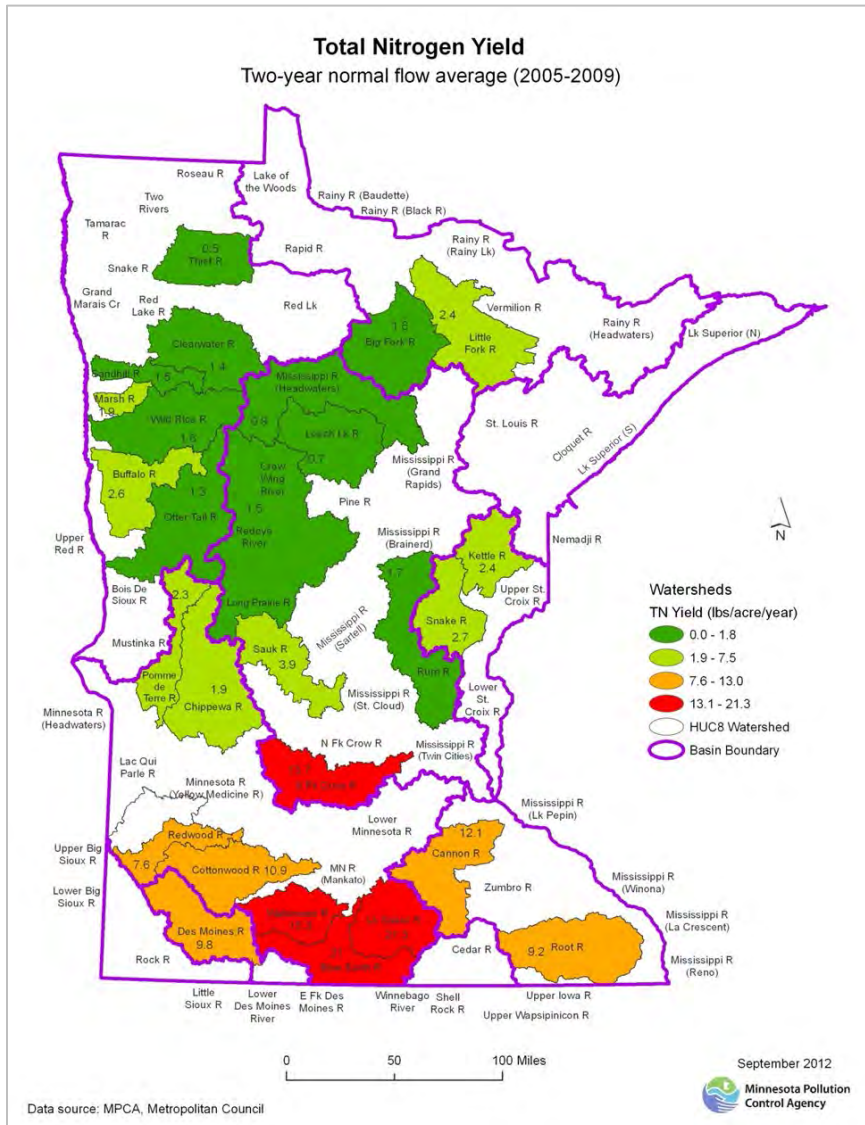 Total Nitrogen Yield
Two-year normal flow average (2005-2009)
Roseau R
Lake of
the Woods
Two
Rivers
Rainy R (Baudette)
Rainy R (Black R)
Tamarac
R
0.5
Thief R
Rapid R
Rainy R
(Rainy Lk)
Snake R
Grand
Marais Cr
Red
Lake R
Red Lk
Vermilion R
2.4
Little
Fork R
Big Fork R
Rainy R
(Headwaters)
Lk Superior (N)
Clearwater R
1.4
Sandhill R
Mississippi R
(Headwaters)
Marsh R
1.9
Wild Rice R
1.6
0.9
Leech Lk R
0.7
St. Louis R
Cloquet R
Lk Superior (S)
Mississippi R
(Grand
Rapids)
Buffalo R
2.6
1.3
Otter Tail R
Crow
Wing
River
1.5
Redeye
River
Pine R
Upper
Red R
Mississippi R
(Brainerd)
Nemadji R
N
Kettle R
2.4
Bois De
Sioux R
2.3
Long Prairie R
1.7
Upper St.
Croix R
Snake R
2.7
Mustinka R
Sauk R
3.9
Mississippi R
(Sartell)
Rum R
Pomme
de
Terre R
1.9
Chippewa R
Mississippi R
(St. Cloud)
Lower
St.
Croix R
Minnesota R
(Headwaters)
N Fk Crow R
Mississippi R
(Twin Cities)
Lac Qui
Parle R
Minnesota R
(Yellow Medicine R)
Lower
Minnesota R
Mississippi R
(Lk Pepin)
Redwood R
7.6
Upper Big
Sioux R
Cottonwood R
10.9
12.1
Cannon R
MN R
(Mankato)
Zumbro R
Mississippi R
(Winona)
Lower Big
Sioux R
Des Moines R
9.8
Mississippi R
(La Crescent)
Rock R
Cedar R
9.2
Root R
Mississippi R
(Reno)
Little
Sioux R
Lower
Des Moines
River
E Fk Des
Moines R
Winnebago
River
Shell
Rock R
Upper Iowa R
Upper Wapsipinicon R
Watersheds
TN Yield (lbs/acre/year)
0.0 - 1.8
1.9 - 7.5
7.6 - 13.0
13.1 - 21.3
HUC8 Watershed
Basin Boundary
0 50 100 Miles
September 2012
Minnesota Pollution
Control Agency
Data source: MPCA, Metropolitan Council